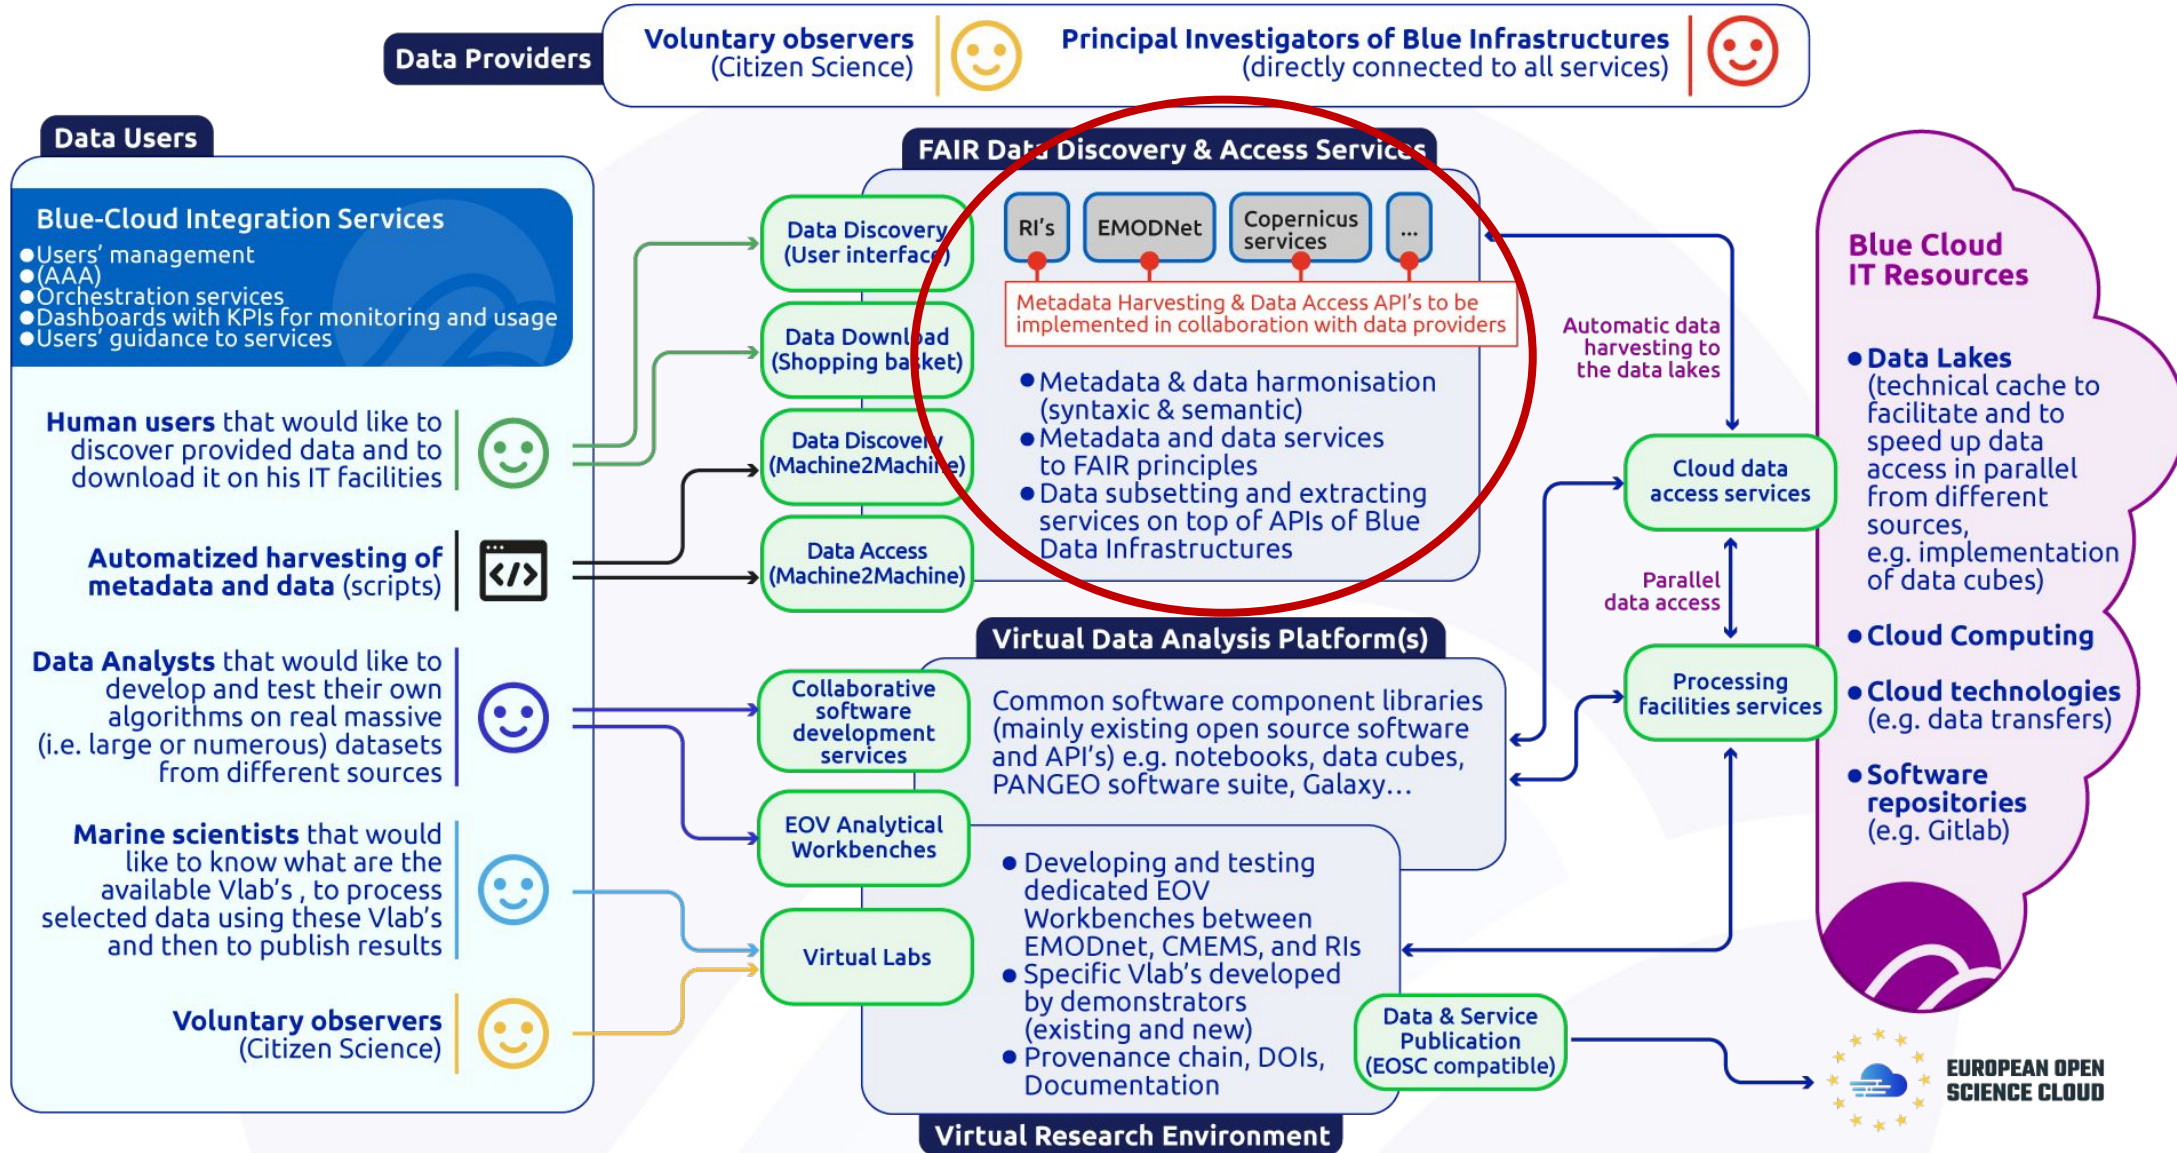 Data Providers
Voluntary observers
(Citizen Science)
Principal Investigators of Blue Infrastructures
(directly connected to all services)
Data Users
Blue-Cloud Integration Services
●Users' management
●(AAA)
●Orchestration services
●Dashboards with KPIs for monitoring and usage
●Users' guidance to services
Human users that would like to
discover provided data and to
download it on his IT facilities
Automatized harvesting of
metadata and data (scripts)
</>
Data Analysts that would like to
develop and test their own
algorithms on real massive
(i.e. large or numerous) datasets
from different sources
Marine scientists that would
like to know what are the
available Vlab's , to process
selected data using these Vlab's
and then to publish results
Voluntary observers
(Citizen Science)
FAIR Data Discovery & Access Services
Data Discovery
(User interface)
Data Download
(Shopping basket)
Data Discovery
(Machine2Machine)
Data Access
(Machine2Machine)
RI's
EMODNet
Copernicus
services
...
Metadata Harvesting & Data Access API's to be
implemented in collaboration with data providers
● Metadata & data harmonisation
(syntaxic & semantic)
● Metadata and data services
to FAIR principles
● Data subsetting and extracting
services on top of APIs of Blue
Data Infrastructures
Virtual Data Analysis Platform(s)
Collaborative
software
development
services
Common software component libraries
(mainly existing open source software
and API's) e.g. notebooks, data cubes,
PANGEO software suite, Galaxy...
EOV Analytical
Workbenches
Virtual Labs
● Developing and testing
dedicated EOV
Workbenches between
EMODnet, CMEMS, and RIs
● Specific Vlab's developed
by demonstrators
(existing and new)
● Provenance chain, DOIs,
Documentation
Virtual Research Environment
Data & Service
Publication
(EOSC compatible)
Automatic data
harvesting to
the data lakes
Cloud data
access services
Parallel
data access
Processing
facilities services
Blue Cloud
IT Resources
● Data Lakes
(technical cache to
facilitate and to
speed up data
access in parallel
from different
sources,
e.g. implementation
of data cubes)
● Cloud Computing
● Cloud technologies
(e.g. data transfers)
● Software
repositories
(e.g. Gitlab)
EUROPEAN OPEN
SCIENCE CLOUD